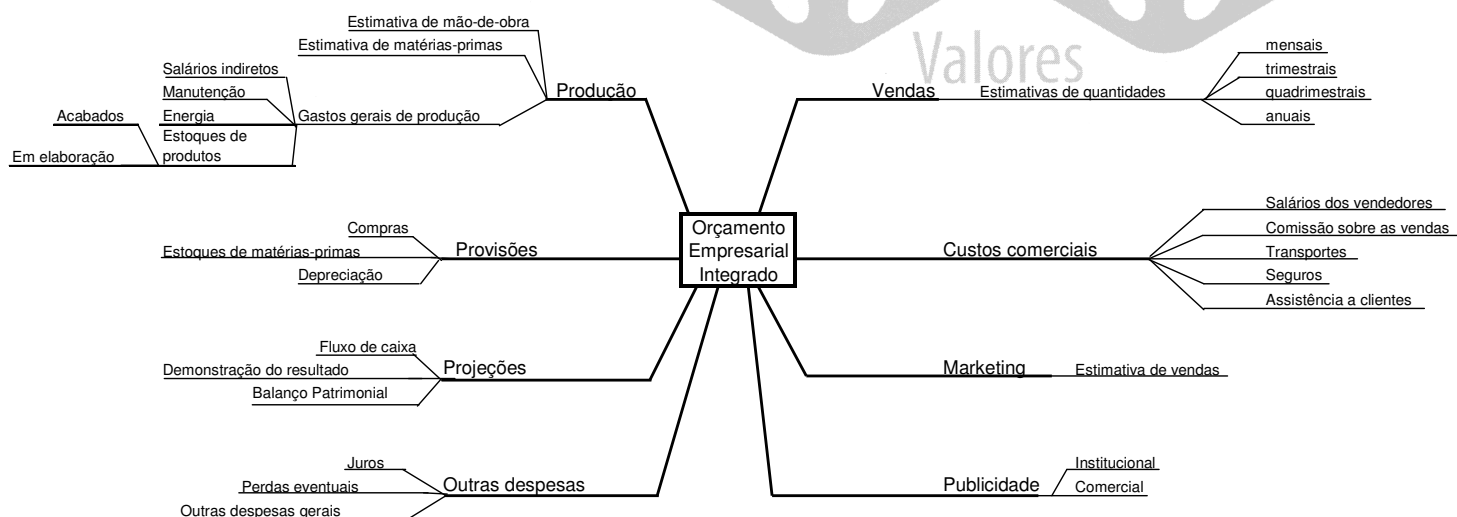 Valores
Estimativa de mão-de-obra
Estimativa de matérias-primas
Salários indiretos
Manutenção
Energia
Estoques de
produtos
Acabados
Em elaboração
Gastos gerais de produção
Produção
Vendas
Estimativas de quantidades
mensais
trimestrais
quadrimestrais
anuais
Orçamento
Empresarial
Integrado
Compras
Estoques de matérias-primas
Depreciação
Provisões
Custos comerciais
Salários dos vendedores
Comissão sobre as vendas
Transportes
Seguros
Assistência a clientes
Fluxo de caixa
Demonstração do resultado
Balanço Patrimonial
Projeções
Marketing
Estimativa de vendas
Juros
Perdas eventuais
Outras despesas gerais
Outras despesas
Publicidade
Institucional
Comercial